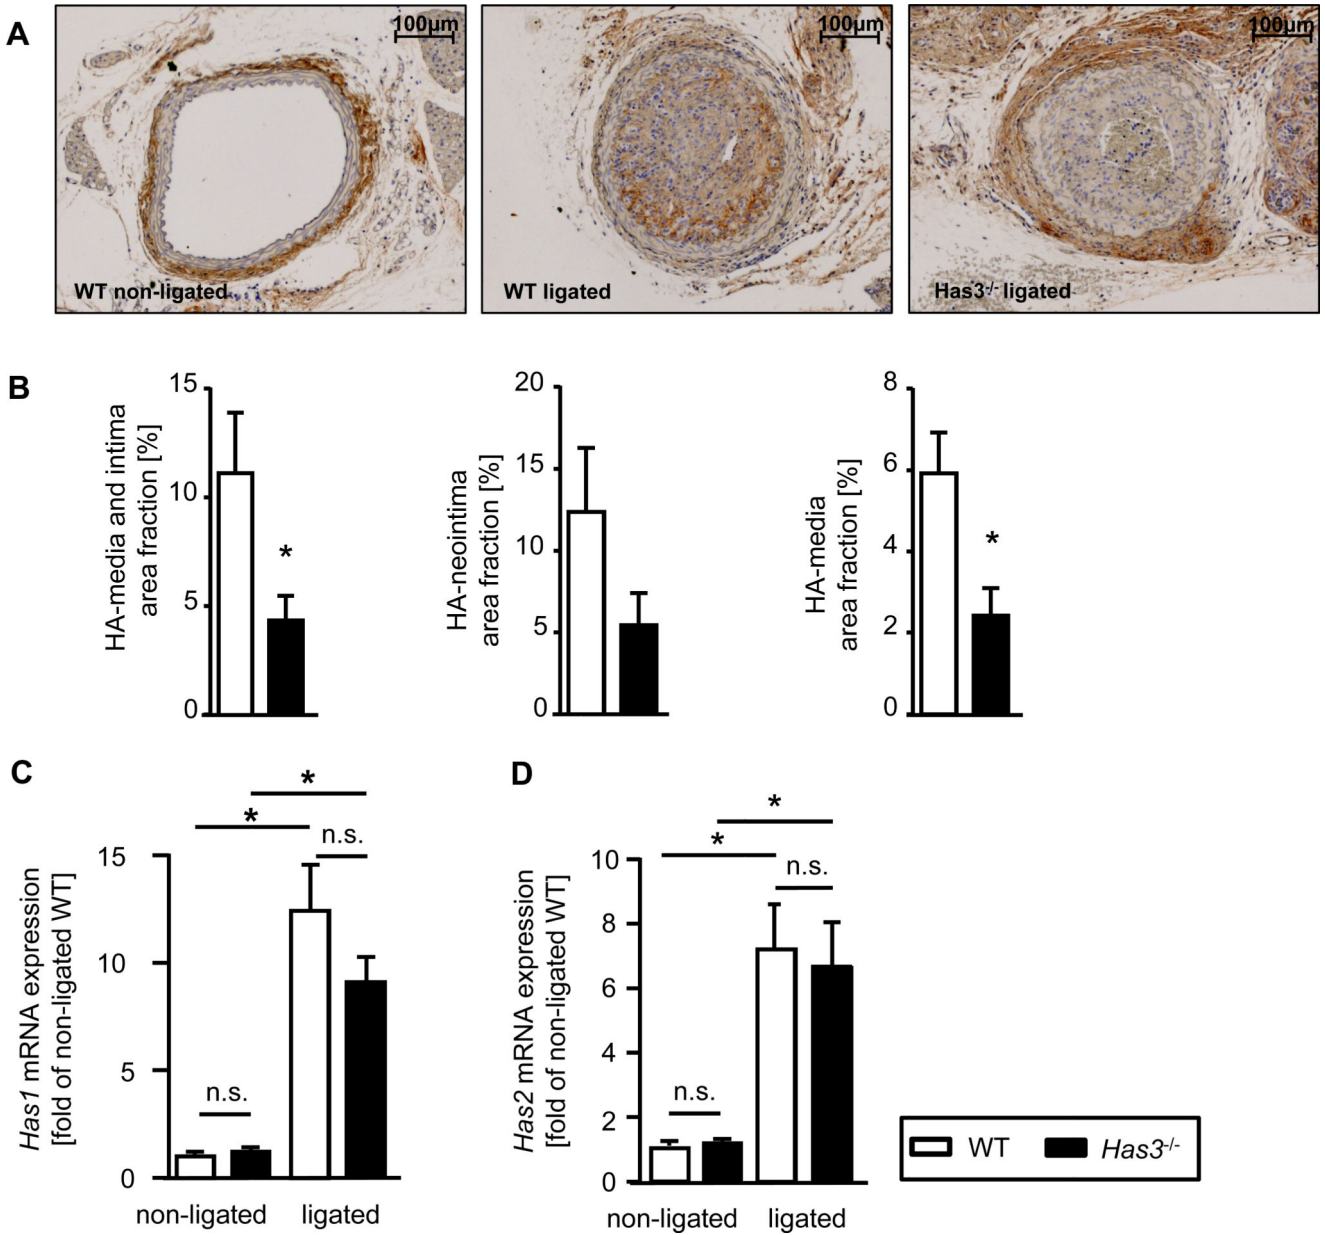 A
100µm
100µm
100µm
WT non-ligated
WT ligated
Has3-/- ligated
B
HA-media and intima
area fraction [%]
15
10
5
0
*
HA-neointima
area fraction [%]
20
15
10
5
0
HA-media
area fraction [%]
8
6
4
2
0
*
C
Has1 mRNA expression
[fold of non-ligated WT]
15
10
5
0
*
*
n.s.
n.s.
non-ligated
ligated
D
Has2 mRNA expression
[fold of non-ligated WT]
10
8
6
4
2
0
*
*
n.s.
n.s.
non-ligated
ligated
WT
Has3-/-